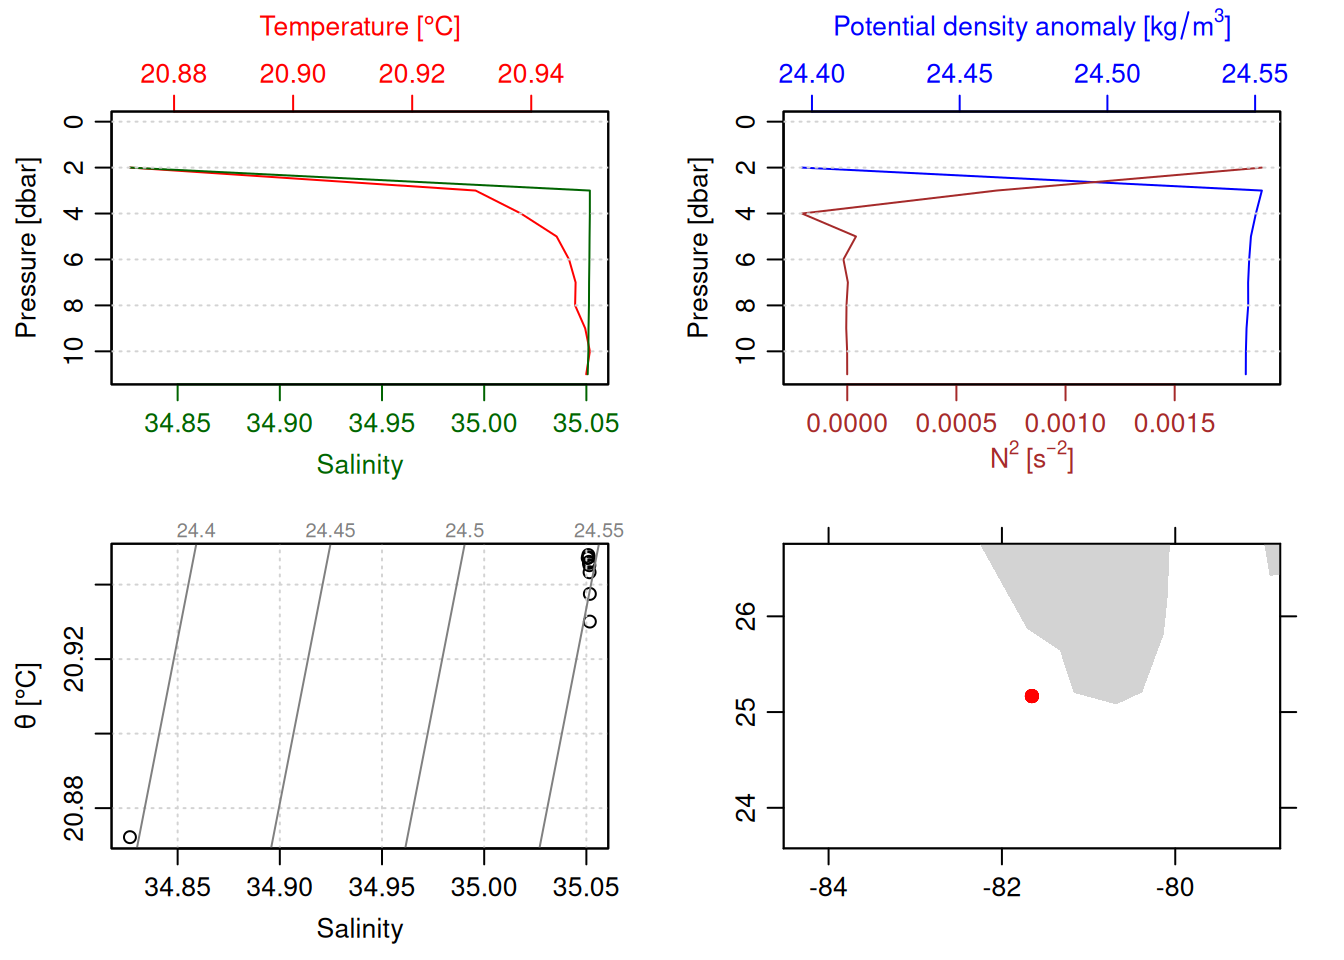 Temperature [°C]
20.88 20.90 20.92 20.94
Pressure [dbar]
0
2
4
6
8
10
34.85 34.90 34.95 35.00 35.05
Salinity
Potential density anomaly [kg/m³]
24.40 24.45 24.50 24.55
Pressure [dbar]
0
2
4
6
8
10
0.0000 0.0005 0.0010 0.0015
N² [s⁻²]
24.4 24.45 24.5 24.55
θ [°C]
20.92
20.88
34.85 34.90 34.95 35.00 35.05
Salinity
26
25
24
-84 -82 -80